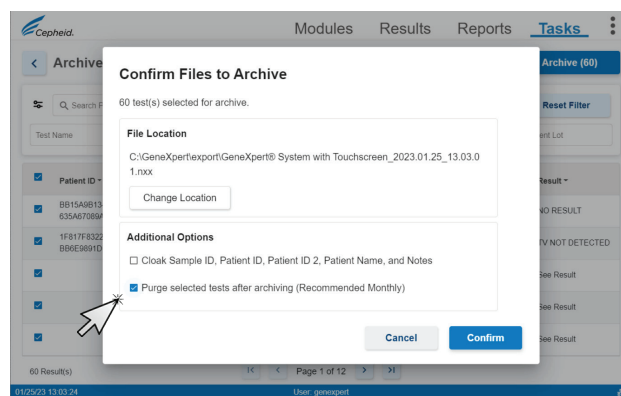 Cepheid.
Modules Results Reports Tasks
Archive
Archive (60)
Confirm Files to Archive
60 test(s) selected for archive.
Search
Reset Filter
Test Name
File Location
C:\GeneXpert\export\GeneXpert® System with Touchscreen_2023.01.25_13.03.0
1.nxx
Change Location
Patient ID
Result
BB15A9B13
635A67089A
NO RESULT
1F817F8322
BB6E9891D
TV NOT DETECTED
Additional Options
Cloak Sample ID, Patient ID, Patient ID 2, Patient Name, and Notes
See Result
Purge selected tests after archiving (Recommended Monthly)
See Result
Cancel Confirm
See Result
60 Result(s)
Page 1 of 12
01/25/23 13:03:24
User: genexpert